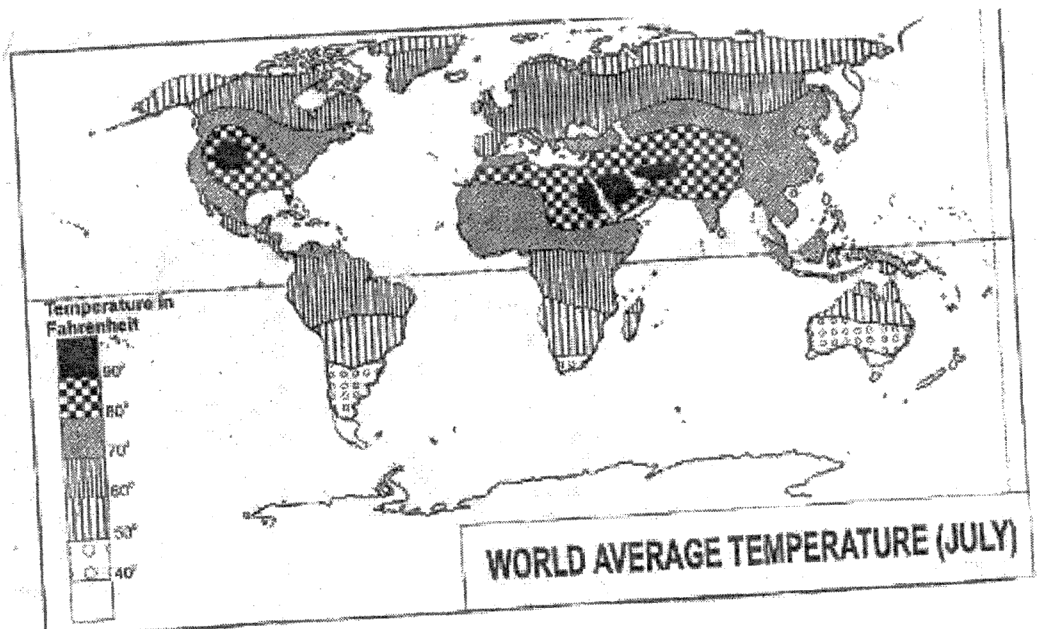 Temperature in
Fahrenheit
90°
80°
70°
60°
50°
40°
WORLD AVERAGE TEMPERATURE (JULY)